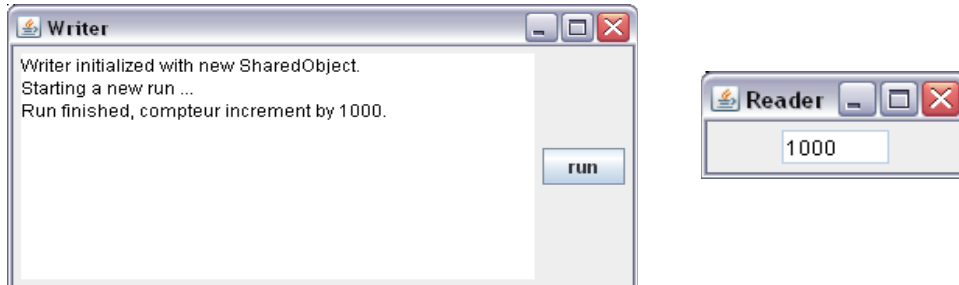 Writer
Writer initialized with new SharedObject.
Starting a new run ...
Run finished, compteur increment by 1000.
run
Reader
1000